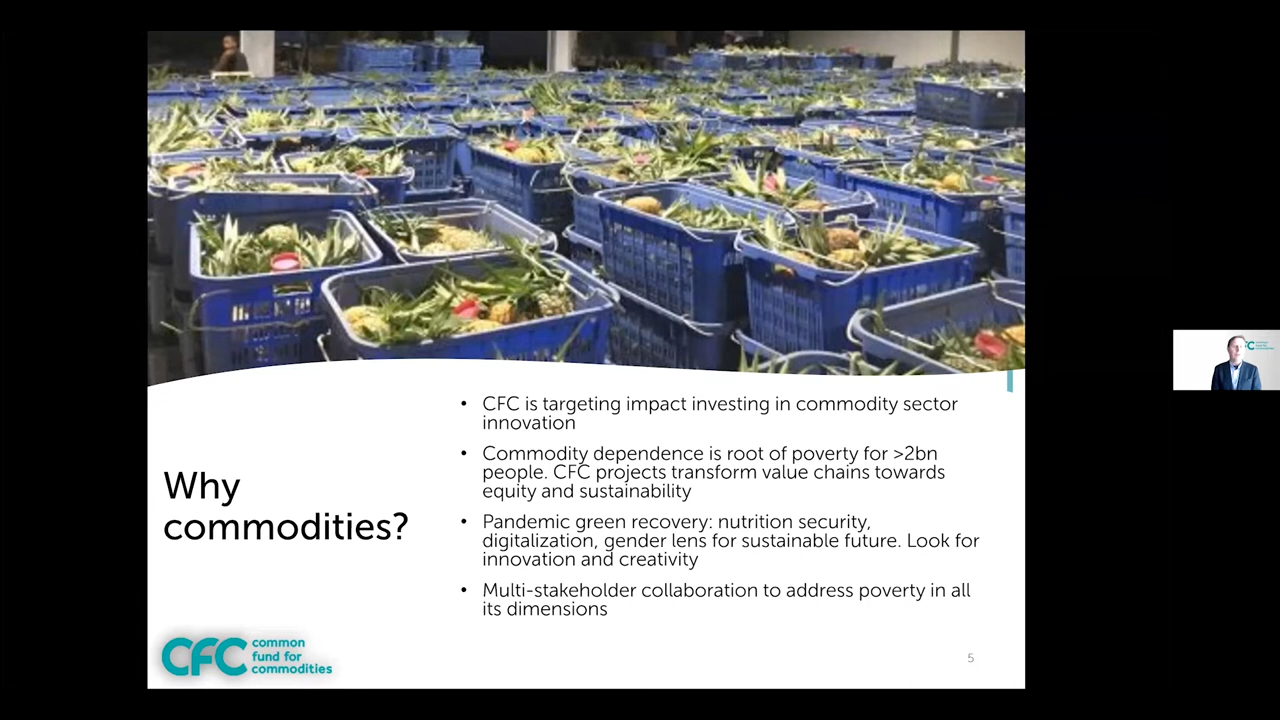 Why
commodities?
• CFC is targeting impact investing in commodity sector
innovation
• Commodity dependence is root of poverty for >2bn
people. CFC projects transform value chains towards
equity and sustainability
• Pandemic green recovery: nutrition security,
digitalization, gender lens for sustainable future. Look for
innovation and creativity
• Multi-stakeholder collaboration to address poverty in all
its dimensions
CFC common
fund for
commodities
5